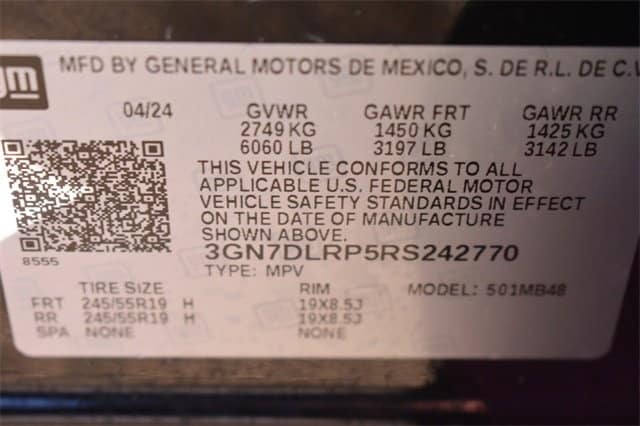 gm MFD BY GENERAL MOTORS DE MEXICO, S. DE R.L. DE C.V
04/24 GVWR GAWR FRT GAWR RR
2749 KG 1450 KG 1425 KG
6060 LB 3197 LB 3142 LB
THIS VEHICLE CONFORMS TO ALL
APPLICABLE U.S. FEDERAL MOTOR
VEHICLE SAFETY STANDARDS IN EFFECT
ON THE DATE OF MANUFACTURE
SHOWN ABOVE.
8555 3GN7DLRP5RS242770
TYPE: MPV
TIRE SIZE RIM MODEL: 501MB48
FRT 245/55R19 H 19X8.5J
RR 245/55R19 H 19X8.5J
SPA NONE NONE